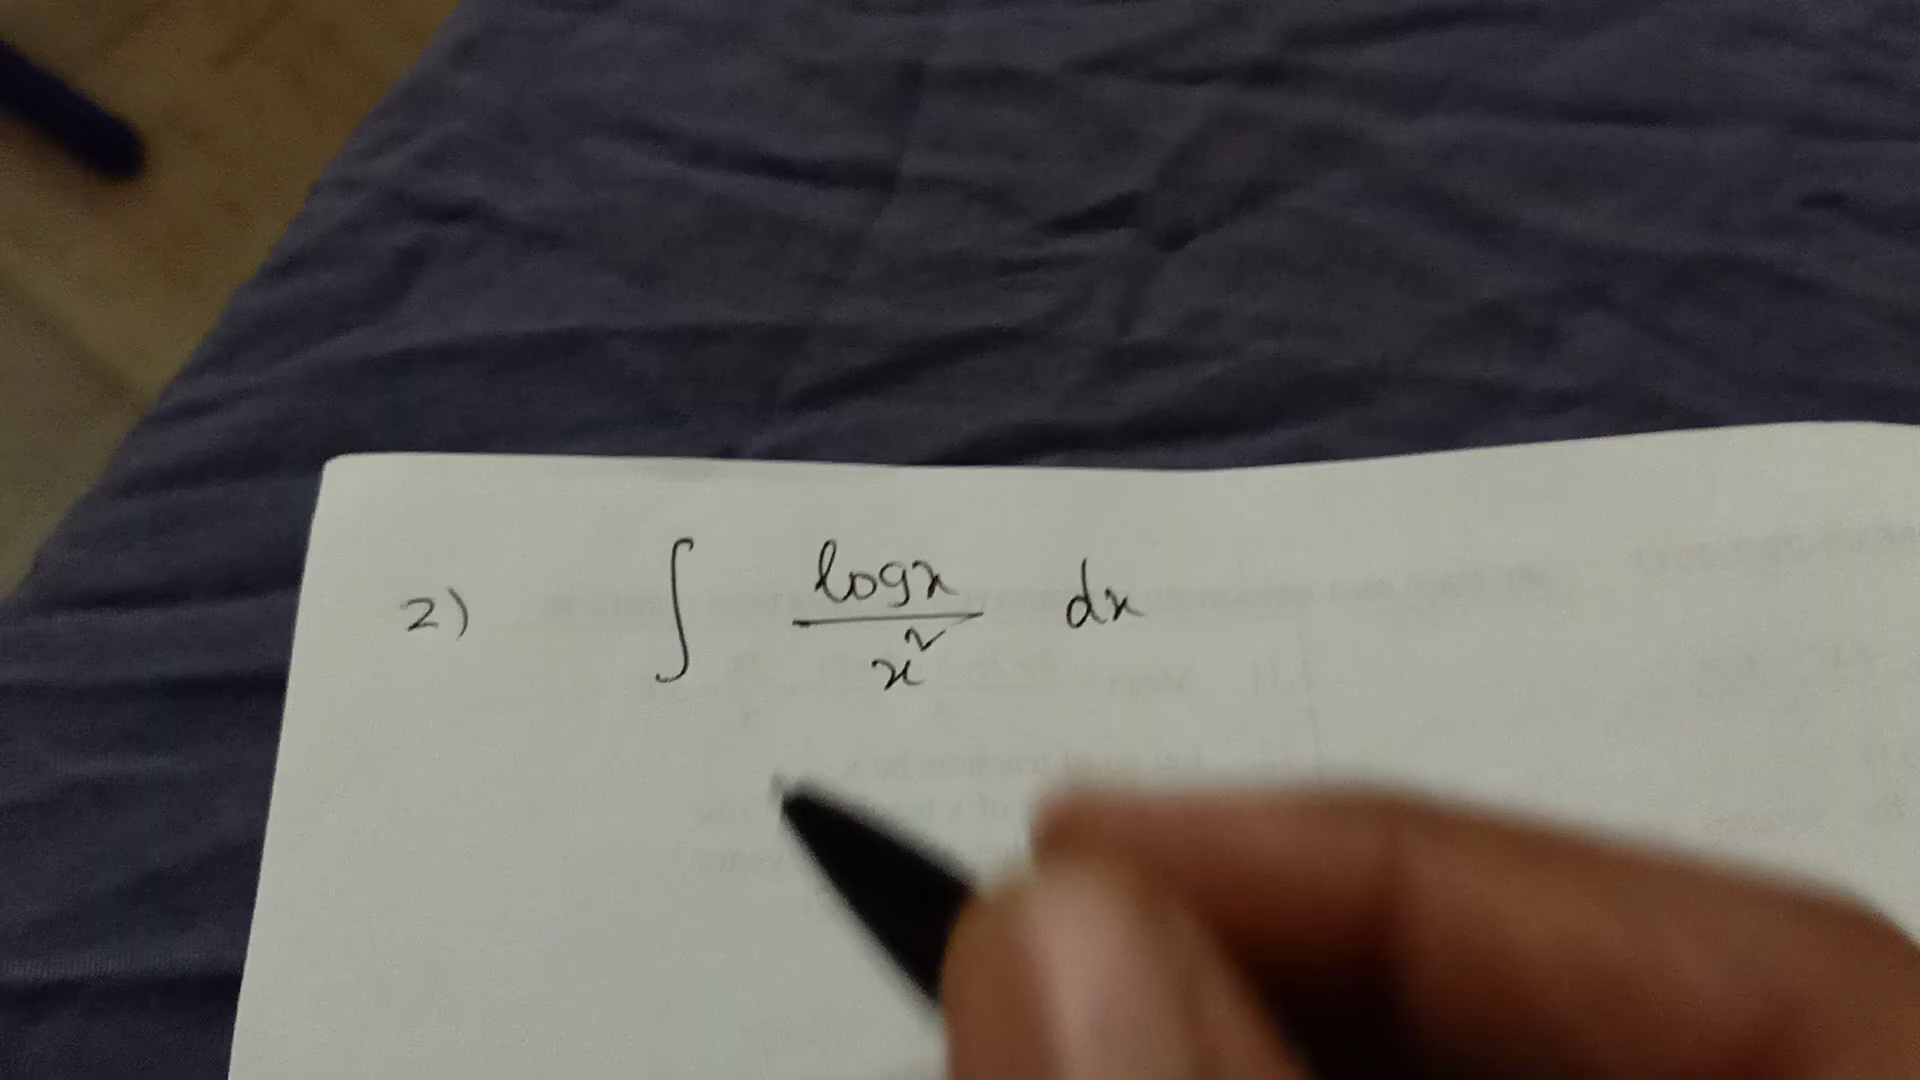 2) ∫ logx/x² dx